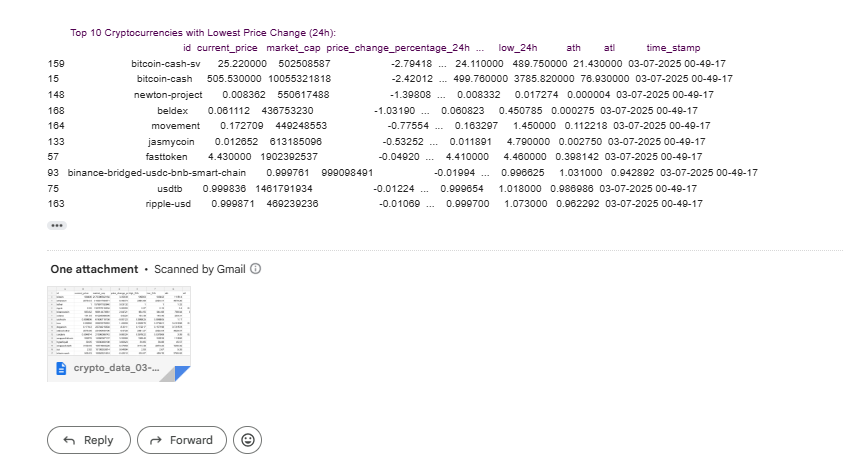 Top 10 Cryptocurrencies with Lowest Price Change (24h):
id current_price market_cap price_change_percentage_24h ... low_24h ath atl time_stamp
159 bitcoin-cash-sv 25.220000 502508587 -2.79418 ... 24.110000 489.750000 21.430000 03-07-2025 00-49-17
15 bitcoin-cash 505.530000 10055321818 -2.42012 ... 499.760000 3785.820000 76.930000 03-07-2025 00-49-17
148 newton-project 0.008362 550617488 -1.39808 ... 0.008332 0.017274 0.000004 03-07-2025 00-49-17
168 beldex 0.061112 436753230 -1.03190 ... 0.060823 0.450785 0.000275 03-07-2025 00-49-17
164 movement 0.172709 449248553 -0.77554 ... 0.163297 1.450000 0.112218 03-07-2025 00-49-17
133 jasmycoin 0.012652 613185096 -0.53252 ... 0.011891 4.790000 0.002750 03-07-2025 00-49-17
57 fasttoken 4.430000 1902392537 -0.04920 ... 4.410000 4.460000 0.398142 03-07-2025 00-49-17
93 binance-bridged-usdc-bnb-smart-chain 0.999761 999098491 -0.01994 ... 0.996625 1.031000 0.942892 03-07-2025 00-49-17
75 usdtb 0.999836 1461791934 -0.01224 ... 0.999654 1.018000 0.986986 03-07-2025 00-49-17
163 ripple-usd 0.999871 469239236 -0.01069 ... 0.999700 1.073000 0.962292 03-07-2025 00-49-17
One attachment • Scanned by Gmail
crypto_data_03-...
Reply
Forward